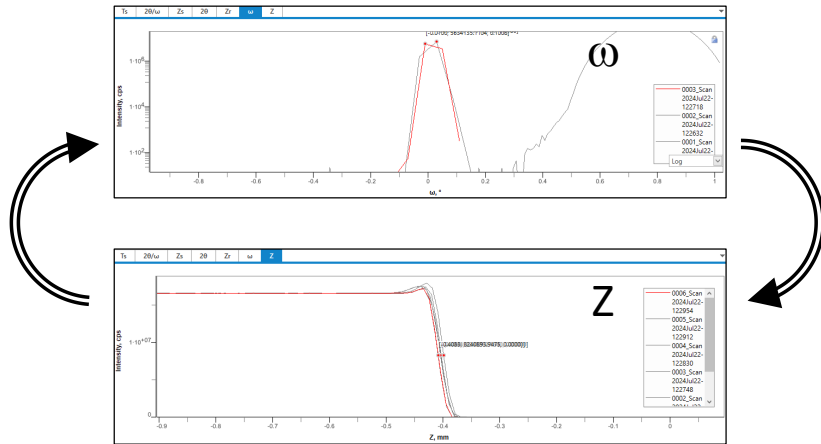 Ts 2θ/ω Zs 2θ Zr ω Z
ω
Intensity, cps
1·10⁶
1·10⁴
1·10²
0003_Scan
2024Jul22-
122718
0002_Scan
2024Jul22-
122632
0001_Scan
2024Jul22-
Log
-0.8 -0.6 -0.4 -0.2 0 0.2 0.4 0.6 0.8 1
ω, °
Ts 2θ/ω Zs 2θ Zr ω Z
Z
Intensity, cps
1·10+07
0
0006_Scan
2024Jul22-
122954
0005_Scan
2024Jul22-
122912
0004_Scan
2024Jul22-
122830
0003_Scan
2024Jul22-
122748
0002_Scan
-0.9 -0.8 -0.7 -0.6 -0.5 -0.4 -0.3 -0.2 -0.1
Z, mm